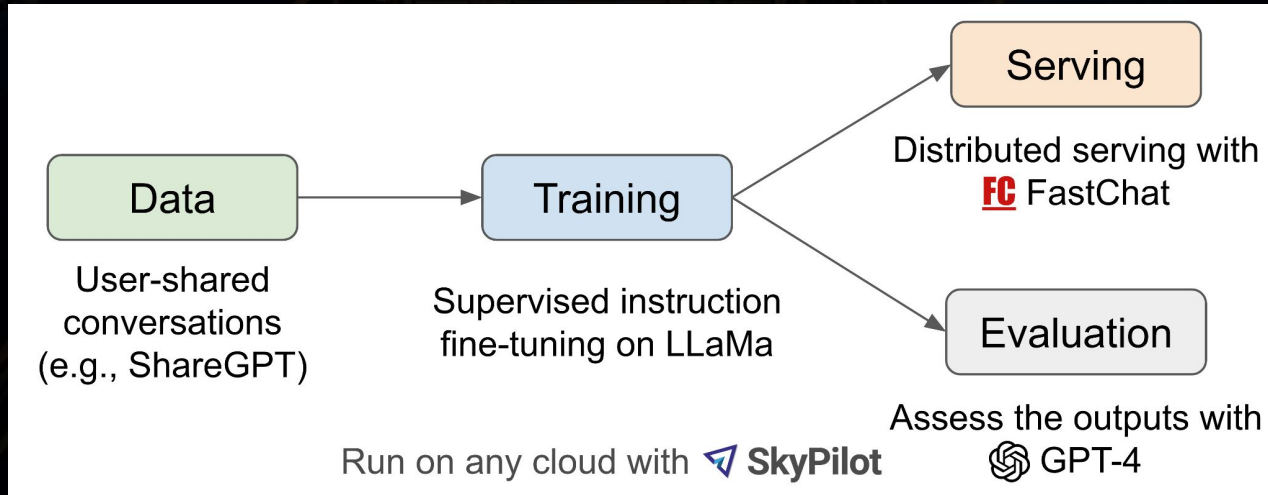 Data
User-shared
conversations
(e.g., ShareGPT)
Training
Supervised instruction
fine-tuning on LLaMa
Serving
Distributed serving with
FC FastChat
Evaluation
Assess the outputs with
GPT-4
Run on any cloud with SkyPilot